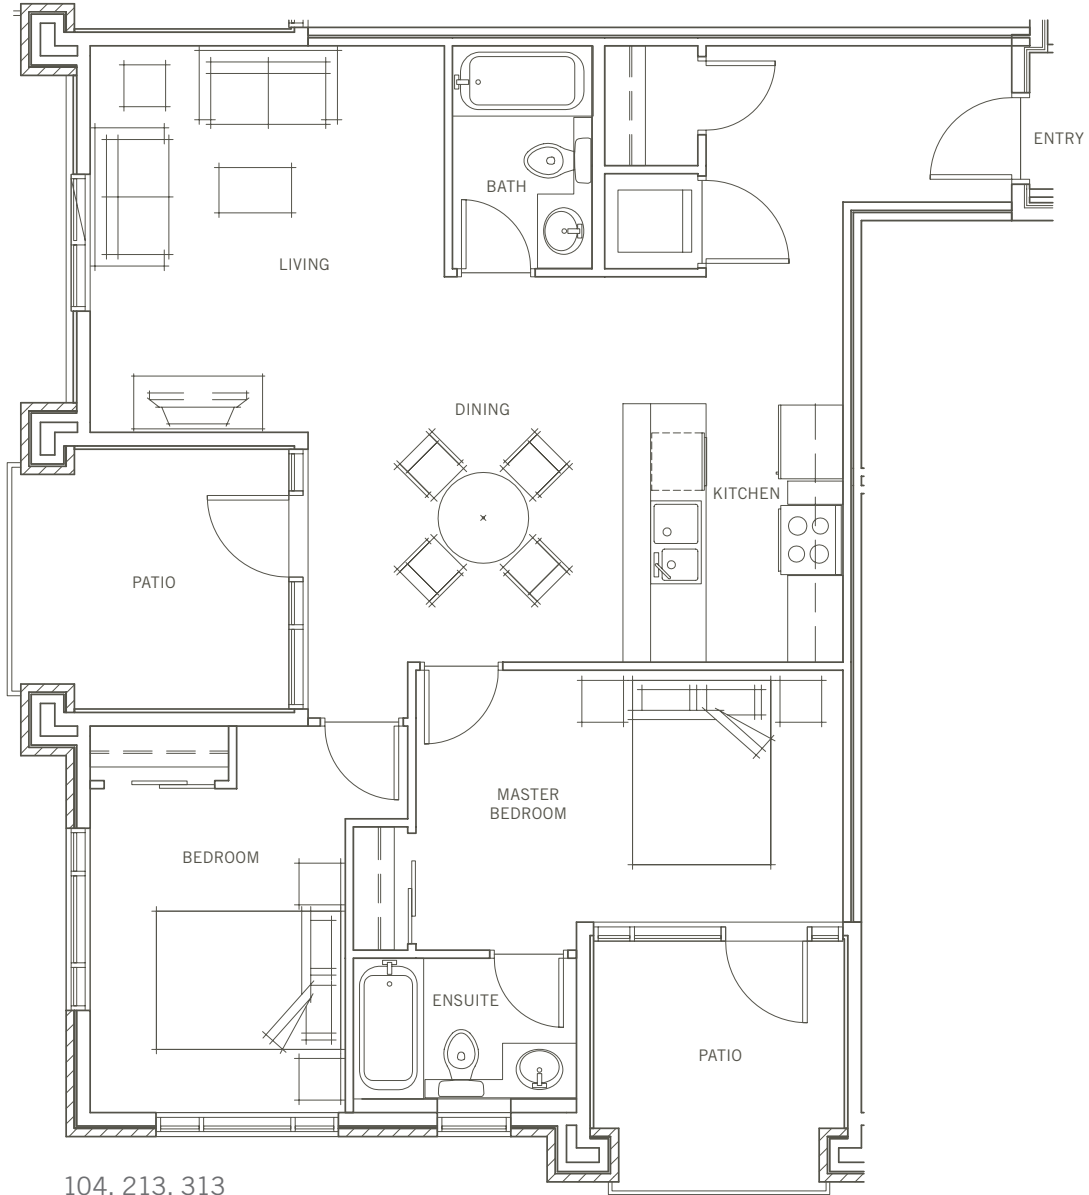 ENTRY
BATH
LIVING
DINING
KITCHEN
PATIO
MASTER
BEDROOM
BEDROOM
ENSUITE
PATIO
104, 213, 313